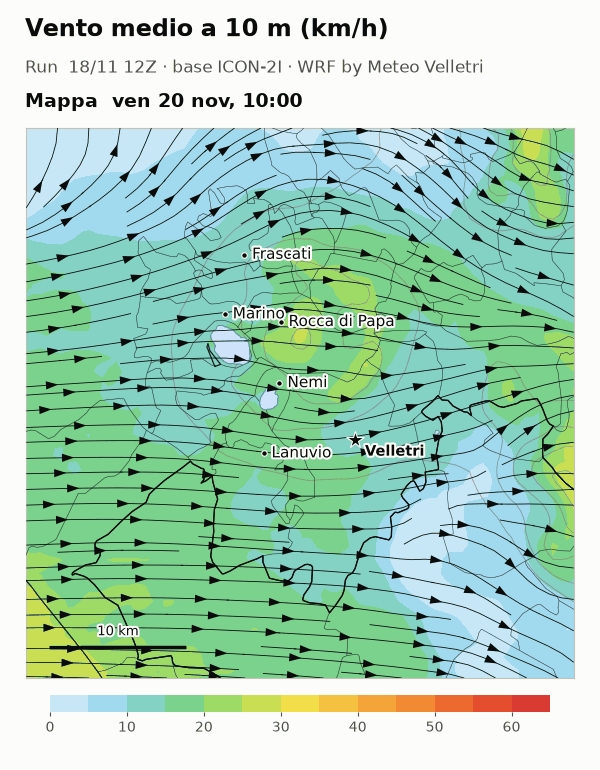 Vento medio a 10 m (km/h)
Run  18/11 12Z · base ICON-2I · WRF by Meteo Velletri
Mappa  ven 20 nov, 10:00
Frascati
Marino
Rocca di Papa
Nemi
Velletri
Lanuvio
10 km
0 10 20 30 40 50 60